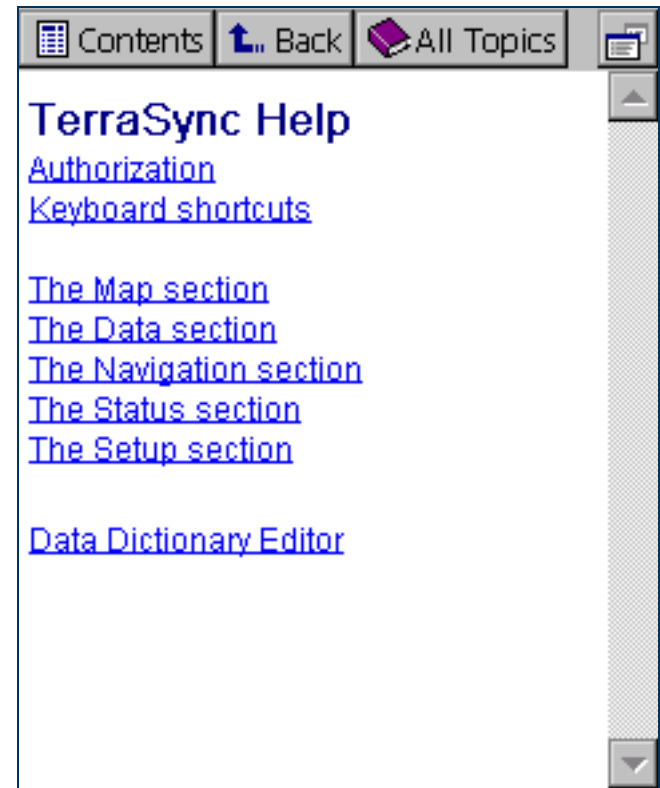 Contents Back All Topics
TerraSync Help
Authorization
Keyboard shortcuts
The Map section
The Data section
The Navigation section
The Status section
The Setup section
Data Dictionary Editor